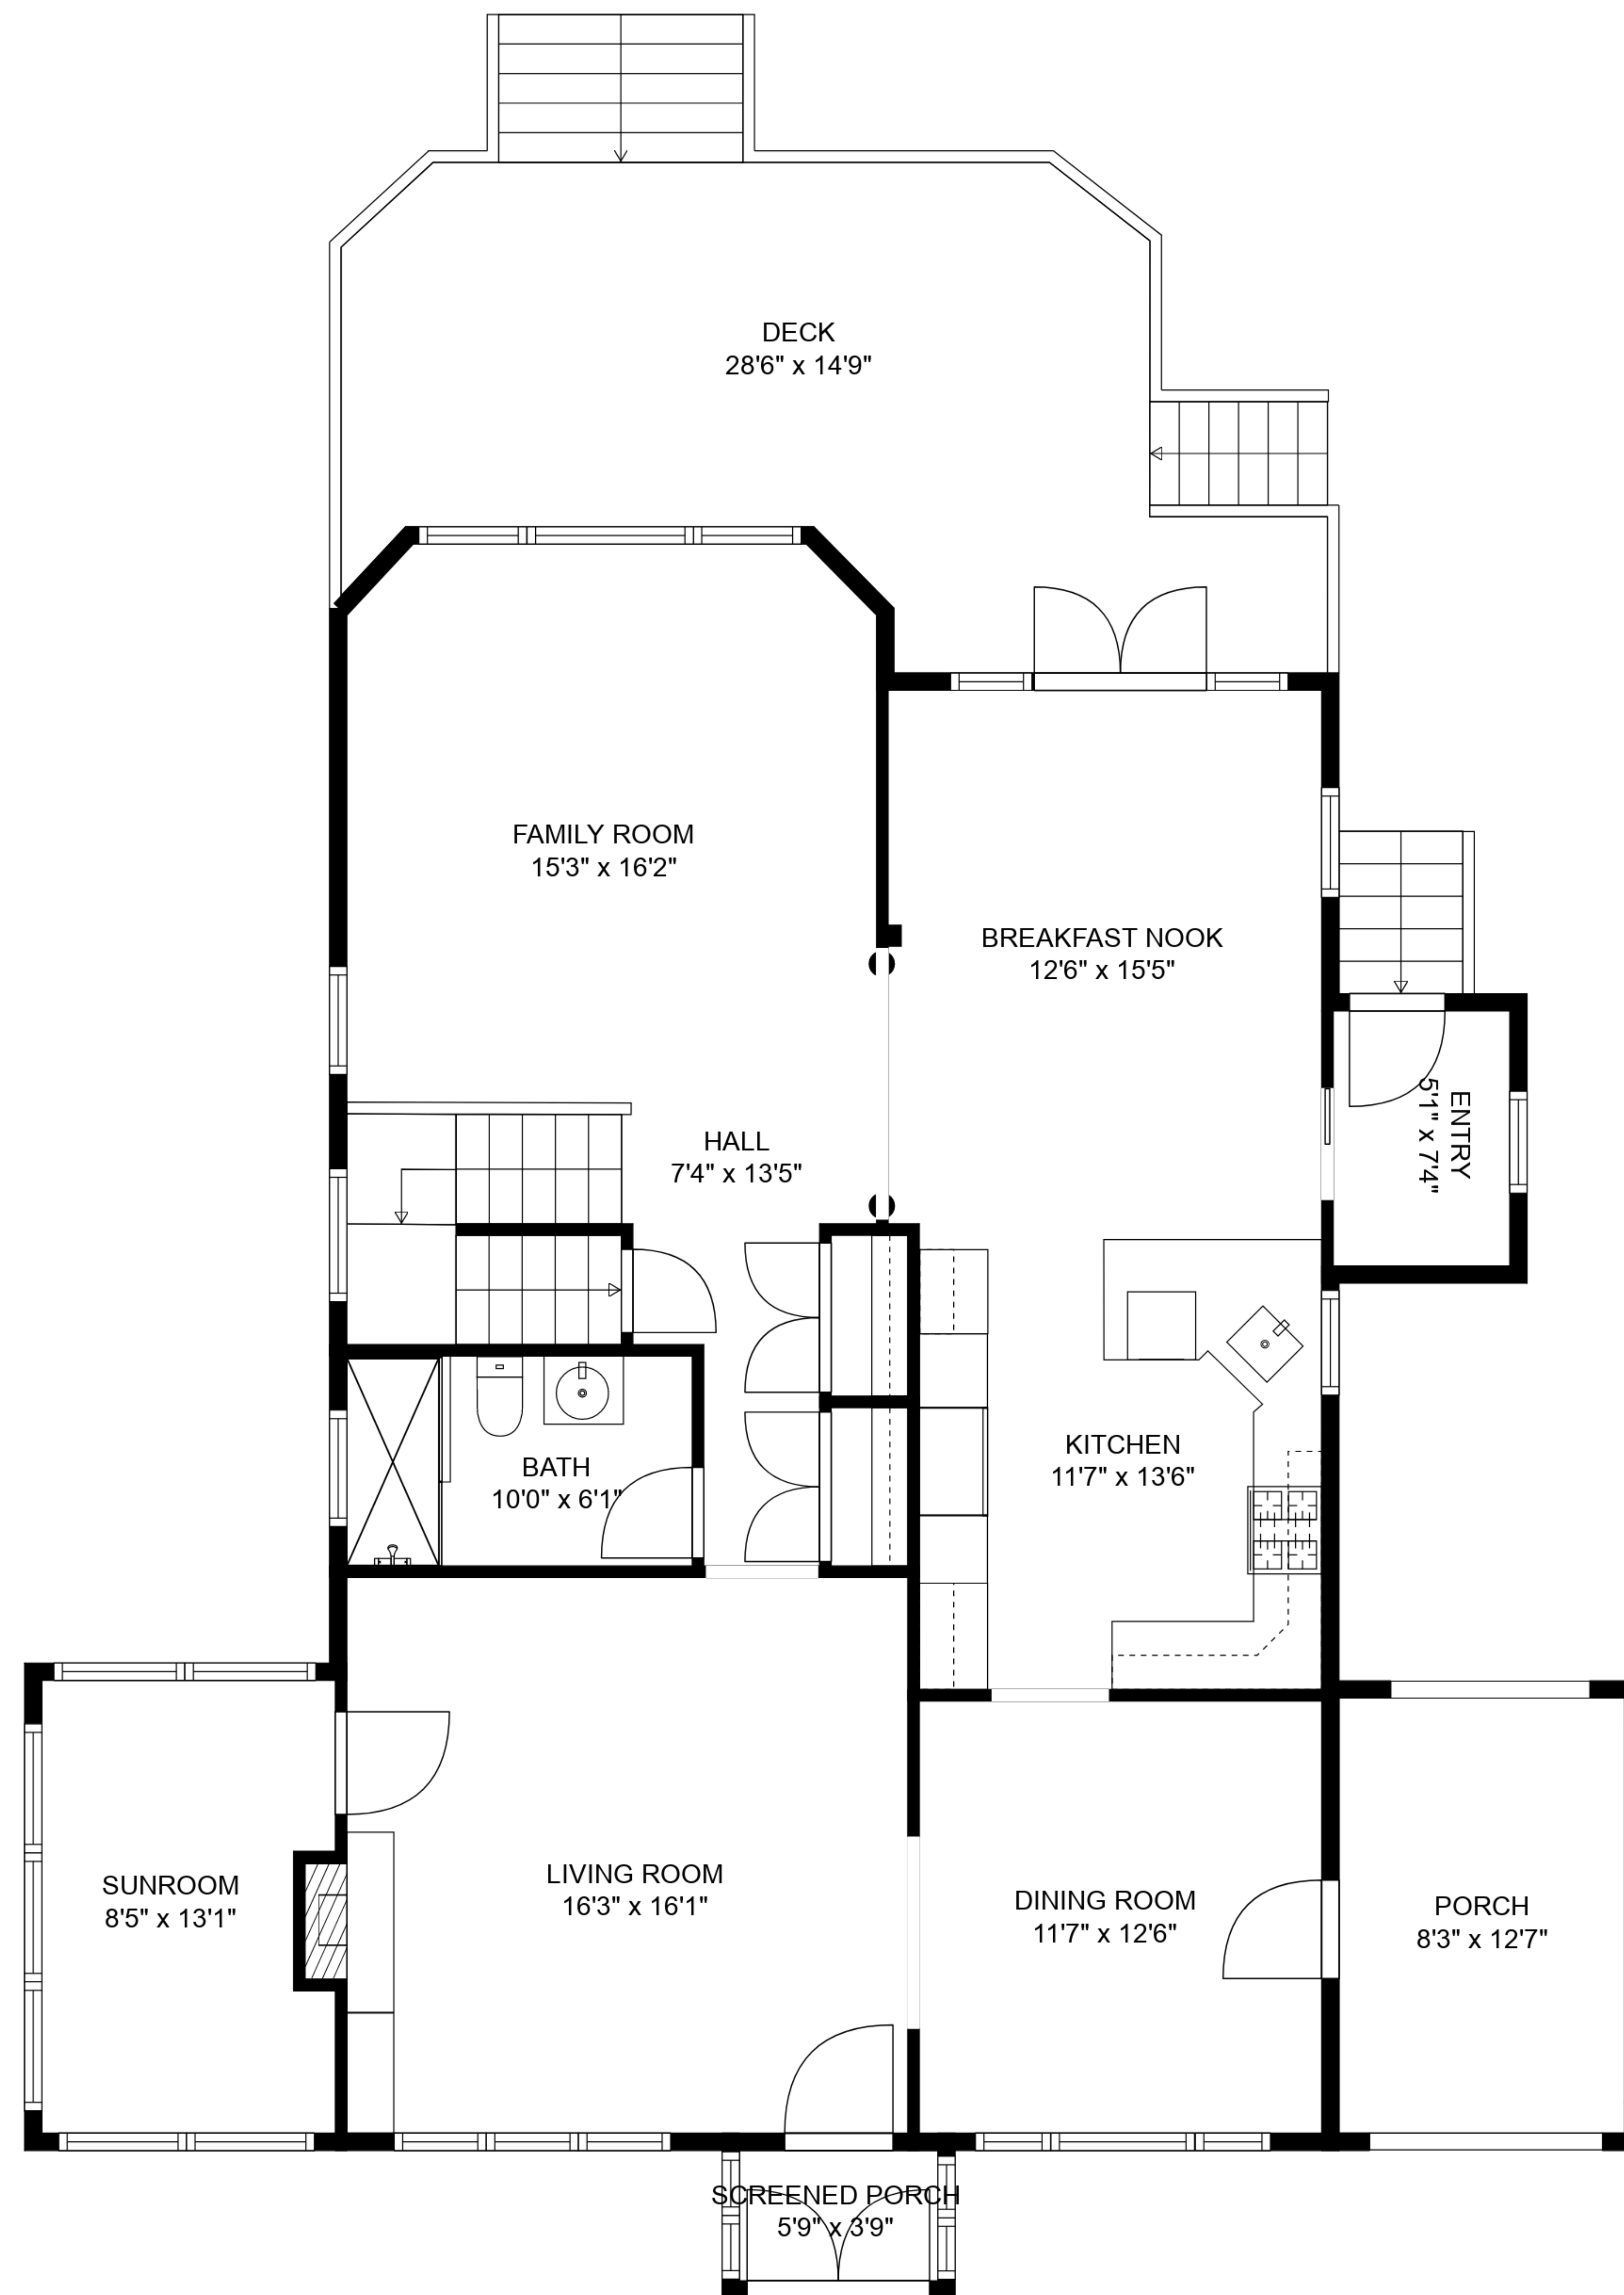 DECK
28'6" x 14'9"
FAMILY ROOM
15'3" x 16'2"
BREAKFAST NOOK
12'6" x 15'5"
HALL
7'4" x 13'5"
ENTRY
5'1" x 7'4"
KITCHEN
11'7" x 13'6"
BATH
10'0" x 6'1"
SUNROOM
8'5" x 13'1"
LIVING ROOM
16'3" x 16'1"
DINING ROOM
11'7" x 12'6"
PORCH
8'3" x 12'7"
SCREENED PORCH
5'9" x 3'9"